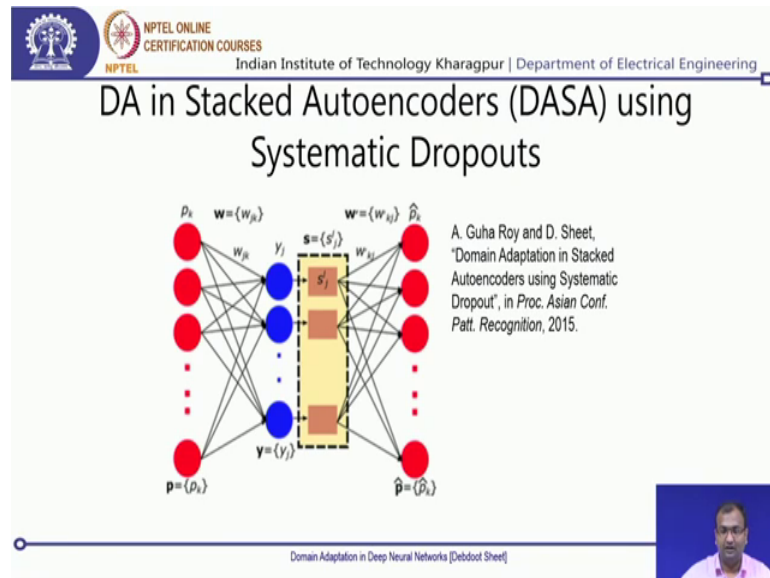 NPTEL ONLINE
CERTIFICATION COURSES
NPTEL
Indian Institute of Technology Kharagpur | Department of Electrical Engineering
DA in Stacked Autoencoders (DASA) using
Systematic Dropouts
pₖ
w={wⱼₖ}
w'={w'ₖⱼ}
p̂ₖ
wⱼₖ
yⱼ
s={sᶦⱼ}
w'ₖⱼ
sᶦⱼ
y={yⱼ}
p={pₖ}
p̂={p̂ₖ}
A. Guha Roy and D. Sheet,
“Domain Adaptation in Stacked
Autoencoders using Systematic
Dropout”, in Proc. Asian Conf.
Patt. Recognition, 2015.
Domain Adaptation in Deep Neural Networks [Debdoot Sheet]